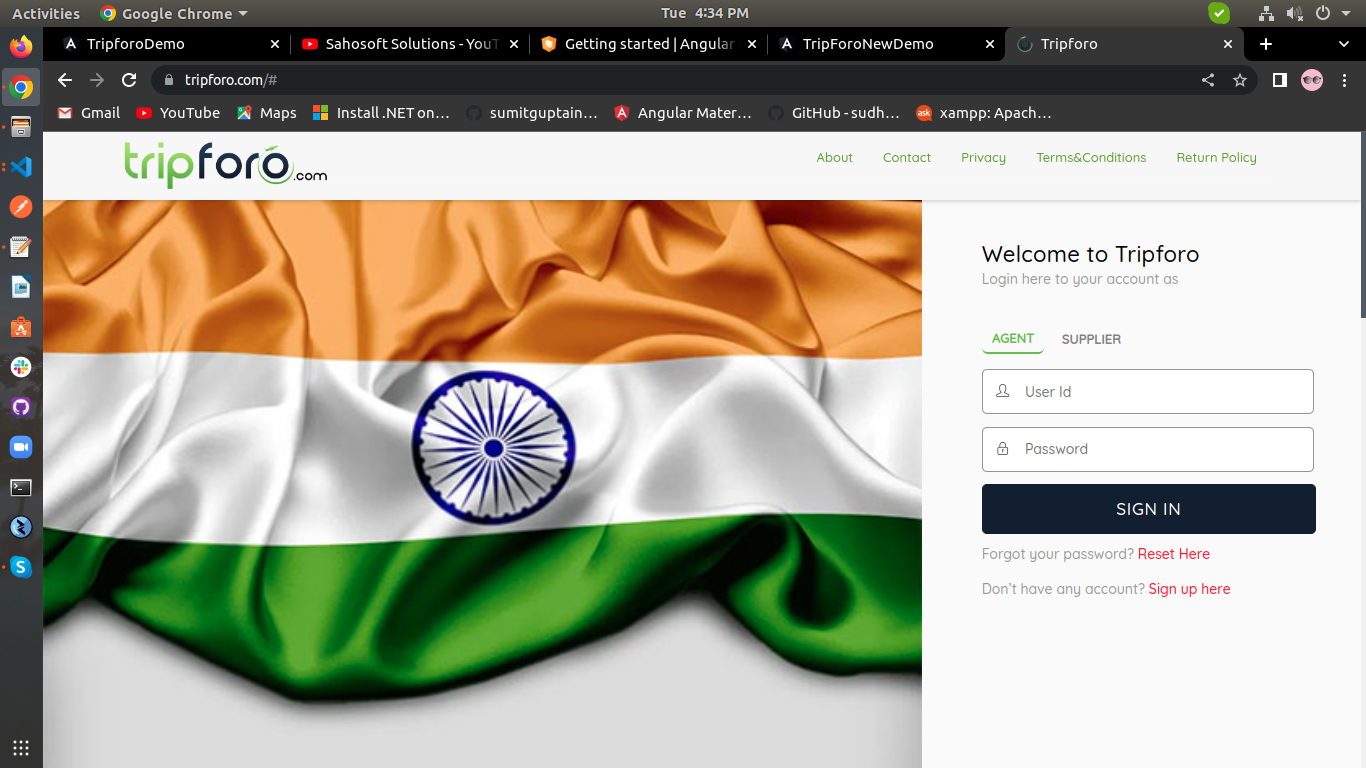 Activities
Google Chrome
Tue 4:34 PM
TripforoDemo
Sahosoft Solutions - YouT
Getting started | Angular
TripForoNewDemo
Tripforo
tripforo.com/#
Gmail
YouTube
Maps
Install .NET on…
sumitguptain…
Angular Mater…
GitHub - sudh…
xampp: Apach…
tripforo.com
About
Contact
Privacy
Terms&Conditions
Return Policy
Welcome to Tripforo
Login here to your account as
AGENT
SUPPLIER
User Id
Password
SIGN IN
Forgot your password? Reset Here
Don't have any account? Sign up here